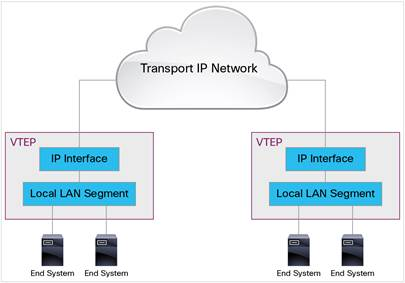 Transport IP Network
VTEP
IP Interface
Local LAN Segment
End System End System
VTEP
IP Interface
Local LAN Segment
End System End System